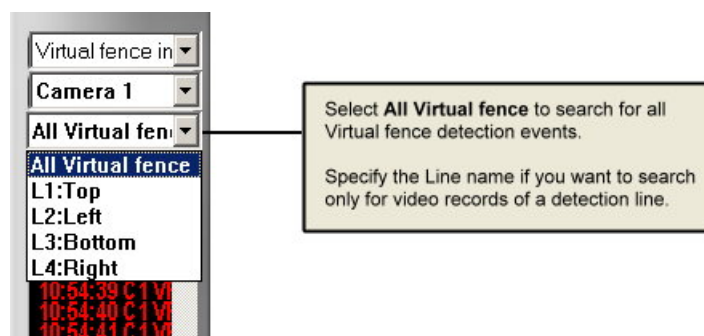 Virtual fence in
Camera 1
All Virtual fen
All Virtual fence
L1:Top
L2:Left
L3:Bottom
L4:Right
10:54:39 C1 VI
10:54:40 C1 VI
10:54:41 C1 VI
Select All Virtual fence to search for all
Virtual fence detection events.
Specify the Line name if you want to search
only for video records of a detection line.